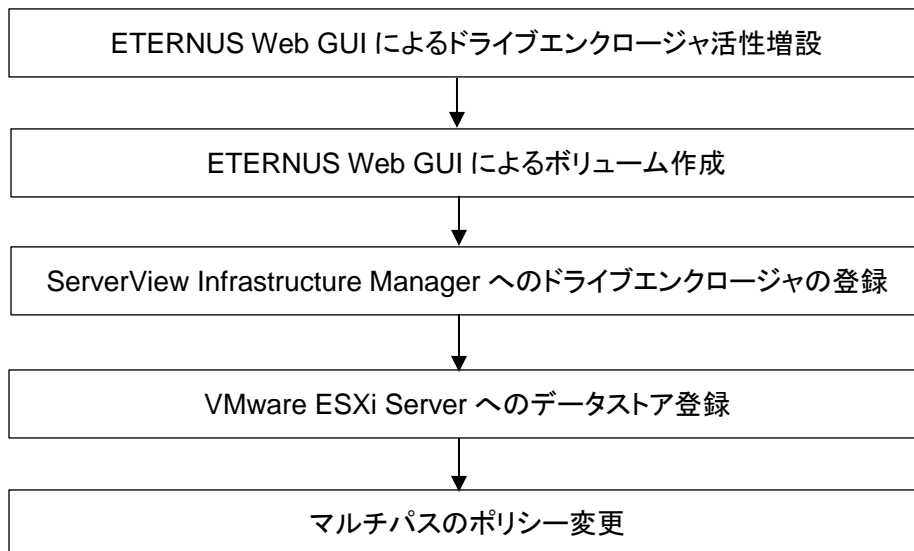 ETERNUS Web GUI によるドライブエンクロージャ活性増設
ETERNUS Web GUI によるボリューム作成
ServerView Infrastructure Manager へのドライブエンクロージャの登録
VMware ESXi Server へのデータストア登録
マルチパスのポリシー変更